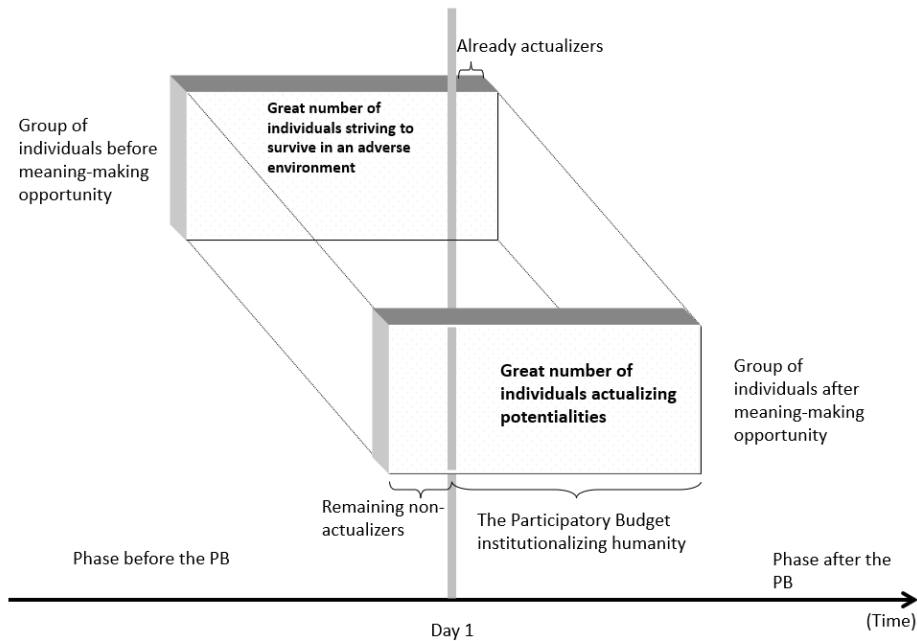 Already actualizers
Great number of
individuals striving to
survive in an adverse
environment
Group of
individuals before
meaning-making
opportunity
Great number of
individuals actualizing
potentialities
Group of
individuals after
meaning-making
opportunity
Remaining non-
actualizers
The Participatory Budget
institutionalizing humanity
Phase before the PB
Phase after the
PB
(Time)
Day 1